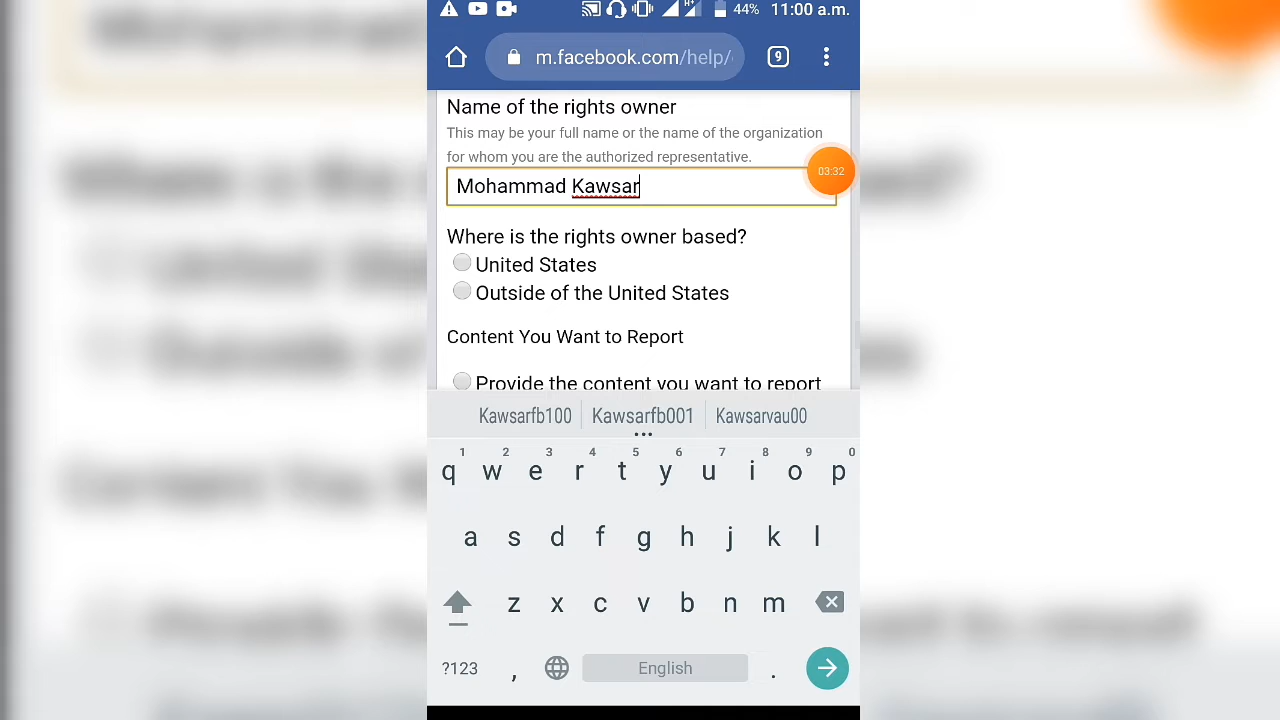 44% 11:00 a.m.
m.facebook.com/help/
9
Name of the rights owner
This may be your full name or the name of the organization
for whom you are the authorized representative.
Mohammad Kawsar
03:32
Where is the rights owner based?
United States
Outside of the United States
Content You Want to Report
Provide the content you want to report
Kawsarfb100 Kawsarfb001 Kawsarvau00
1 2 3 4 5 6 7 8 9 0
q w e r t y u i o p
a s d f g h j k l
z x c v b n m
?123 , English .